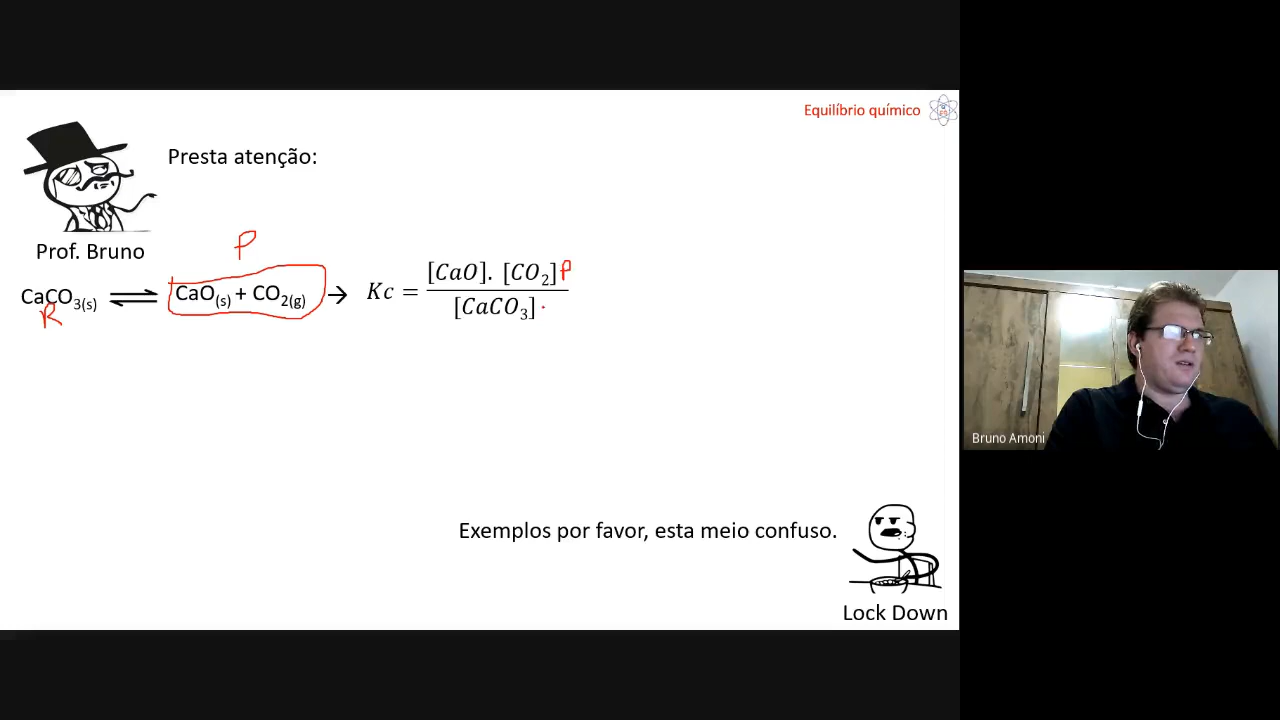 Equilíbrio químico
Presta atenção:
Prof. Bruno
P
CaCO₃(s) ⇌ CaO(s) + CO₂(g) → Kc = [CaO]. [CO₂] / [CaCO₃]
P
R
Bruno Amoni
Exemplos por favor, esta meio confuso.
Lock Down